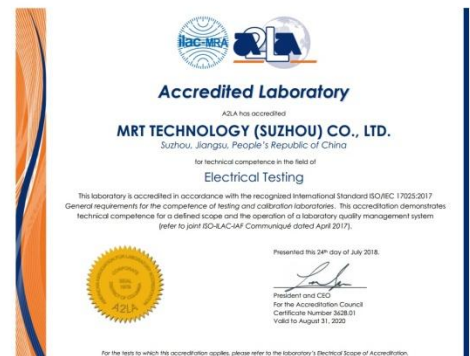 ilac-MRA
A2LA
Accredited Laboratory
A2LA has accredited
MRT TECHNOLOGY (SUZHOU) CO., LTD.
Suzhou, Jiangsu, People's Republic of China
for technical competence in the field of
Electrical Testing
This laboratory is accredited in accordance with the recognized International Standard ISO/IEC 17025:2017
General requirements for the competence of testing and calibration laboratories. This accreditation demonstrates
technical competence for a defined scope and the operation of a laboratory quality management system
(refer to joint ISO-ILAC-IAF Communiqué dated April 2017).
Presented this 24th day of July 2018.
President and CEO
For the Accreditation Council
Certificate Number 3628.01
Valid to August 31, 2020
CORPORATE
SEAL
1978
A2LA
For the tests to which this accreditation applies, please refer to the laboratory's Electrical Scope of Accreditation.